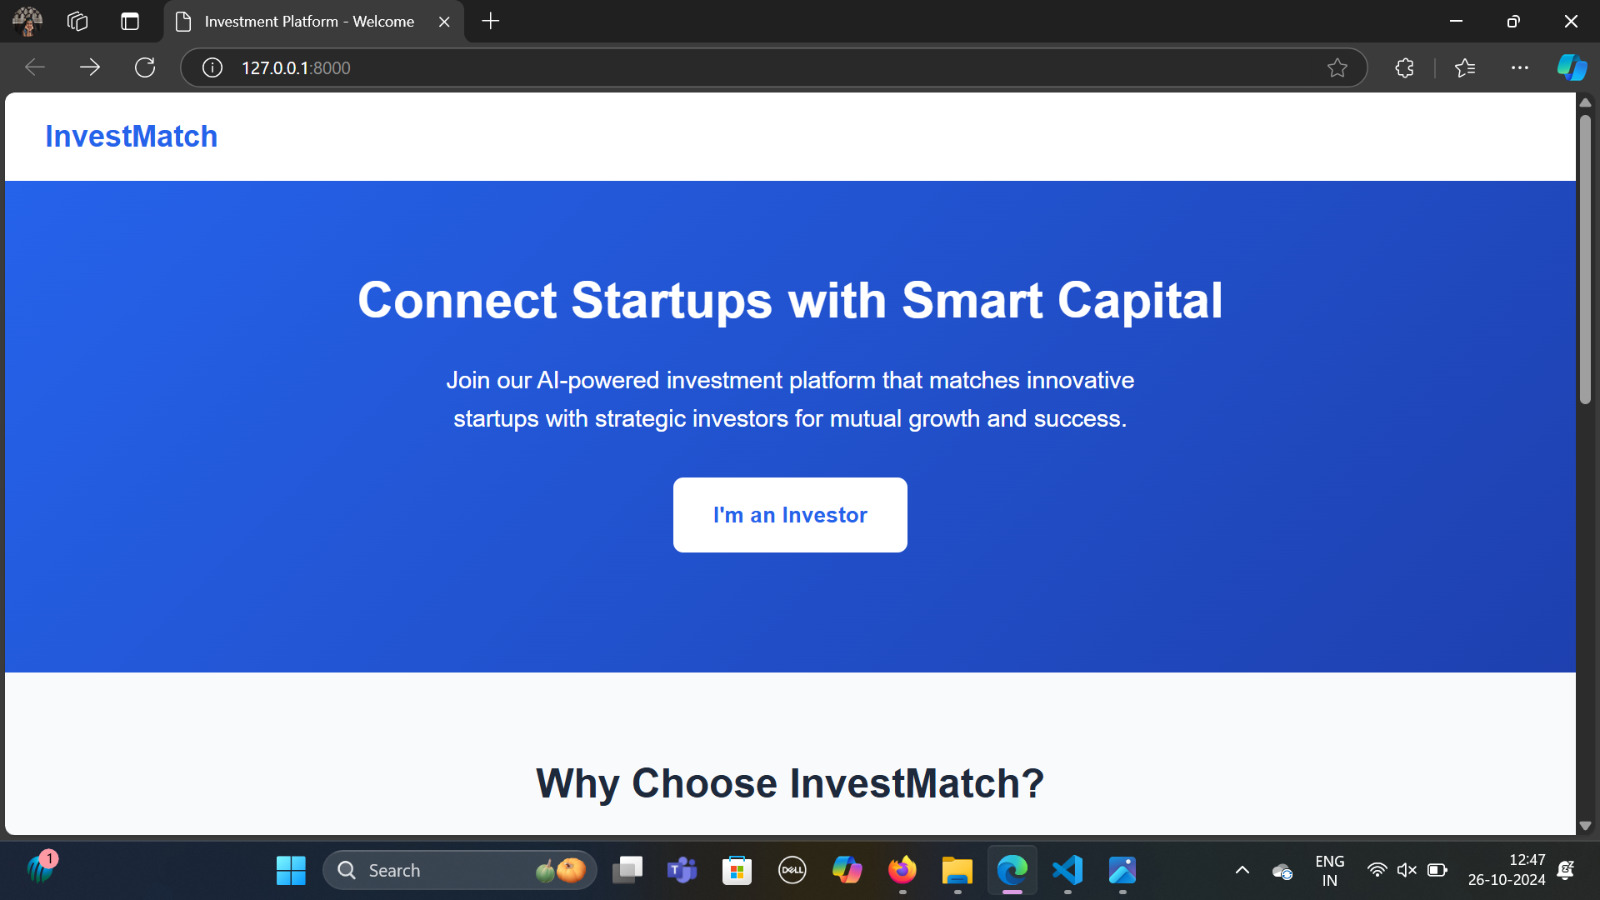 Investment Platform - Welcome
127.0.0.1:8000
InvestMatch
Connect Startups with Smart Capital
Join our AI-powered investment platform that matches innovative
startups with strategic investors for mutual growth and success.
I'm an Investor
Why Choose InvestMatch?
1
Search
DELL
ENG
IN
12:47
26-10-2024